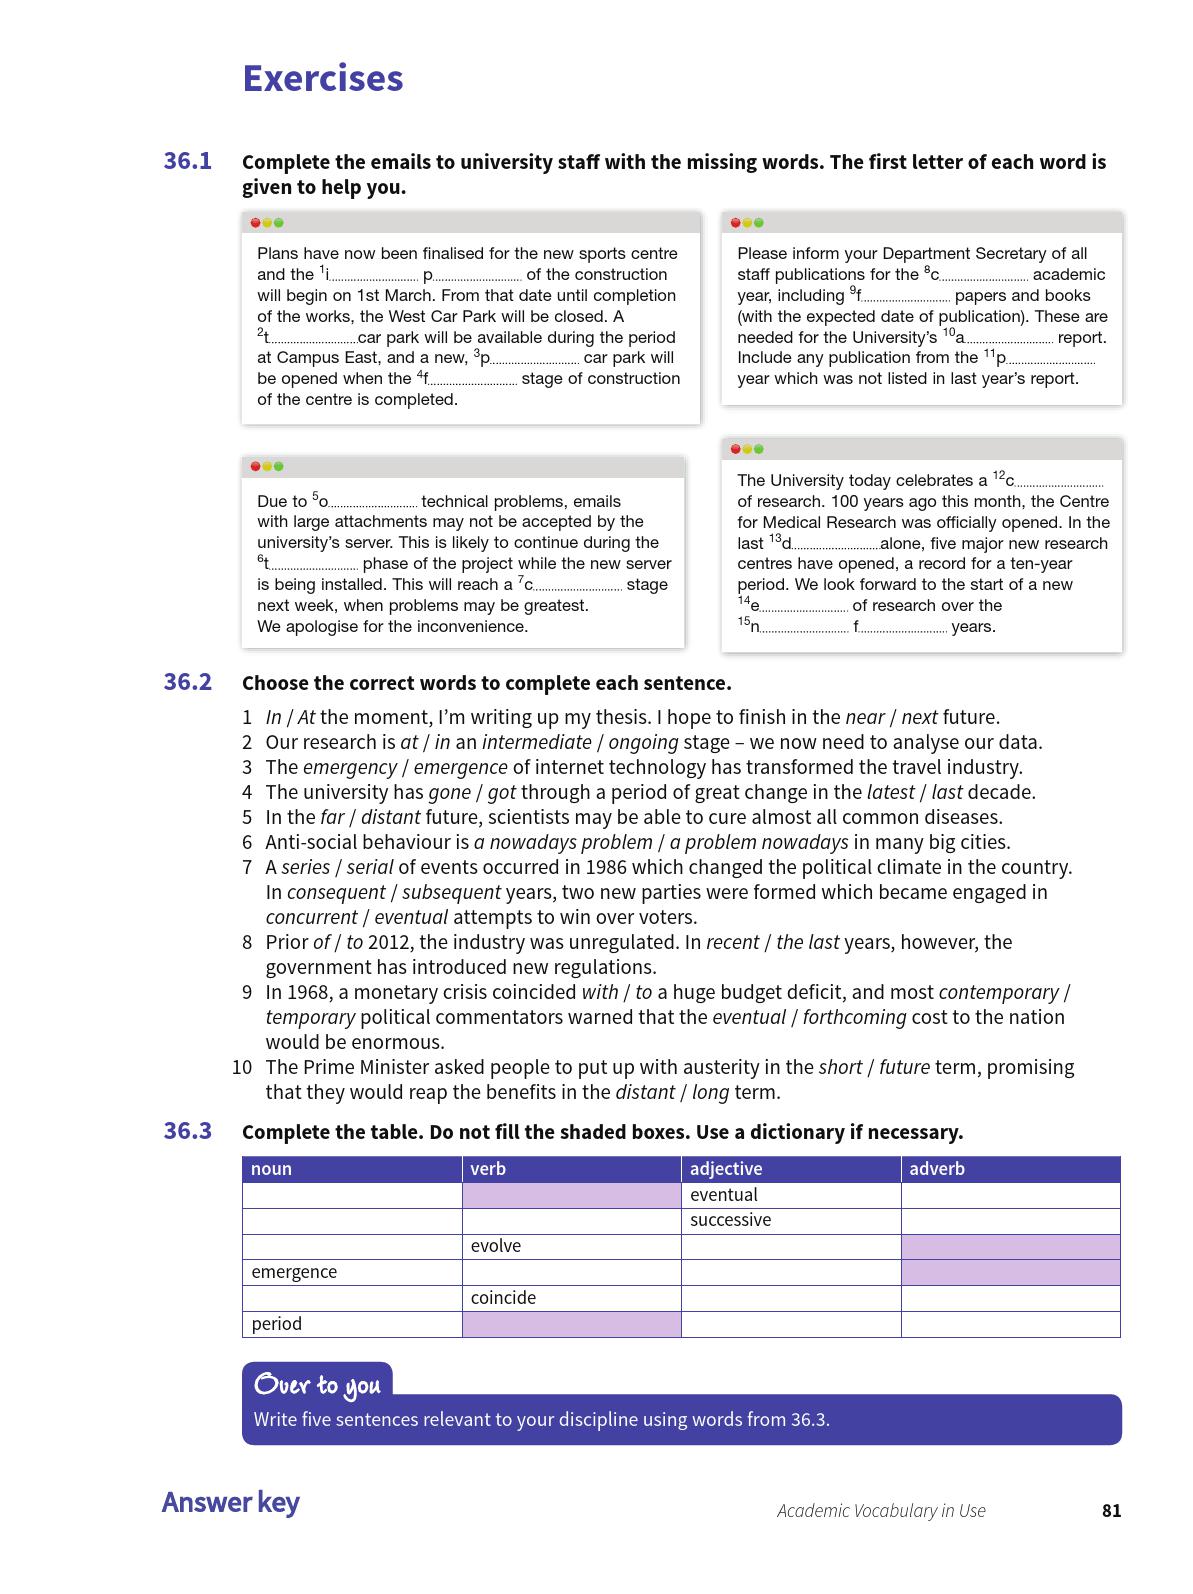 Exercises
36.1 Complete the emails to university staff with the missing words. The first letter of each word is
given to help you.
Plans have now been finalised for the new sports centre
and the 1i.............................. p.............................. of the construction
will begin on 1st March. From that date until completion
of the works, the West Car Park will be closed. A
2t..............................car park will be available during the period
at Campus East, and a new, 3p.............................. car park will
be opened when the 4f.............................. stage of construction
of the centre is completed.
Please inform your Department Secretary of all
staff publications for the 8c.............................. academic
year, including 9f.............................. papers and books
(with the expected date of publication). These are
needed for the University's 10a.............................. report.
Include any publication from the 11p..............................
year which was not listed in last year's report.
Due to 5o.............................. technical problems, emails
with large attachments may not be accepted by the
university's server. This is likely to continue during the
6t.............................. phase of the project while the new server
is being installed. This will reach a 7c.............................. stage
next week, when problems may be greatest.
We apologise for the inconvenience.
The University today celebrates a 12c..............................
of research. 100 years ago this month, the Centre
for Medical Research was officially opened. In the
last 13d..............................alone, five major new research
centres have opened, a record for a ten-year
period. We look forward to the start of a new
14e.............................. of research over the
15n.............................. f.............................. years.
36.2 Choose the correct words to complete each sentence.
1 In / At the moment, I'm writing up my thesis. I hope to finish in the near / next future.
2 Our research is at / in an intermediate / ongoing stage – we now need to analyse our data.
3 The emergency / emergence of internet technology has transformed the travel industry.
4 The university has gone / got through a period of great change in the latest / last decade.
5 In the far / distant future, scientists may be able to cure almost all common diseases.
6 Anti-social behaviour is a nowadays problem / a problem nowadays in many big cities.
7 A series / serial of events occurred in 1986 which changed the political climate in the country.
In consequent / subsequent years, two new parties were formed which became engaged in
concurrent / eventual attempts to win over voters.
8 Prior of / to 2012, the industry was unregulated. In recent / the last years, however, the
government has introduced new regulations.
9 In 1968, a monetary crisis coincided with / to a huge budget deficit, and most contemporary /
temporary political commentators warned that the eventual / forthcoming cost to the nation
would be enormous.
10 The Prime Minister asked people to put up with austerity in the short / future term, promising
that they would reap the benefits in the distant / long term.
36.3 Complete the table. Do not fill the shaded boxes. Use a dictionary if necessary.
noun verb adjective adverb
eventual
successive
evolve
emergence
coincide
period
Over to you
Write five sentences relevant to your discipline using words from 36.3.
Answer key
Academic Vocabulary in Use 81